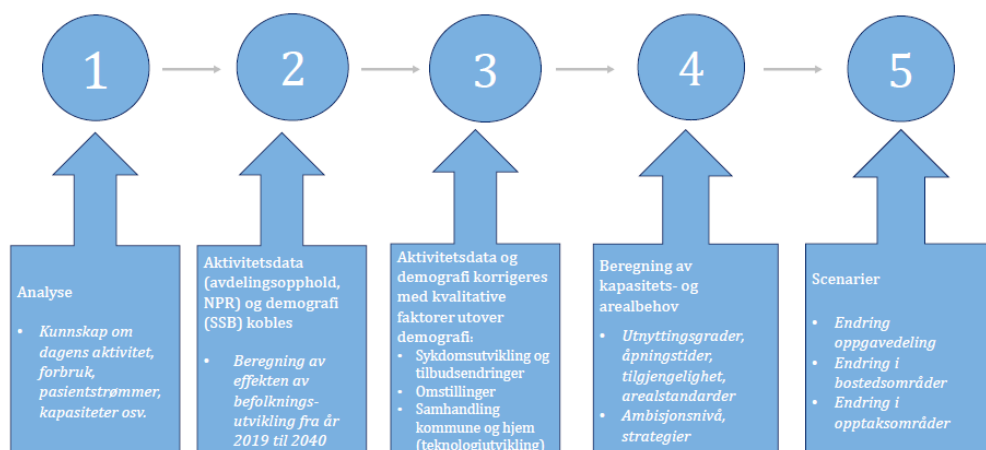 1
2
3
4
5
Analyse
• Kunnskap om
dagens aktivitet,
forbruk,
pasientstrømmer,
kapasiteter osv.
Aktivitetsdata
(avdelingsopphold,
NPR) og demografi
(SSB) kobles
• Beregning av
effekten av
befolknings-
utvikling fra år
2019 til 2040
Aktivitetsdata og
demografi korrigeres
med kvalitative
faktorer utover
demografi:
• Sykdomsutvikling og
tilbudsendringer
• Omstillinger
• Samhandling
kommune og hjem
(teknologiutvikling)
Beregning av
kapasitets- og
arealbehov
• Utnyttingsgrader,
åpningstider,
tilgjengelighet,
arealstandarder
• Ambisjonsnivå,
strategier
Scenarier
• Endring
oppgavedeling
• Endring i
bostedsområder
• Endring i
opptaksområder